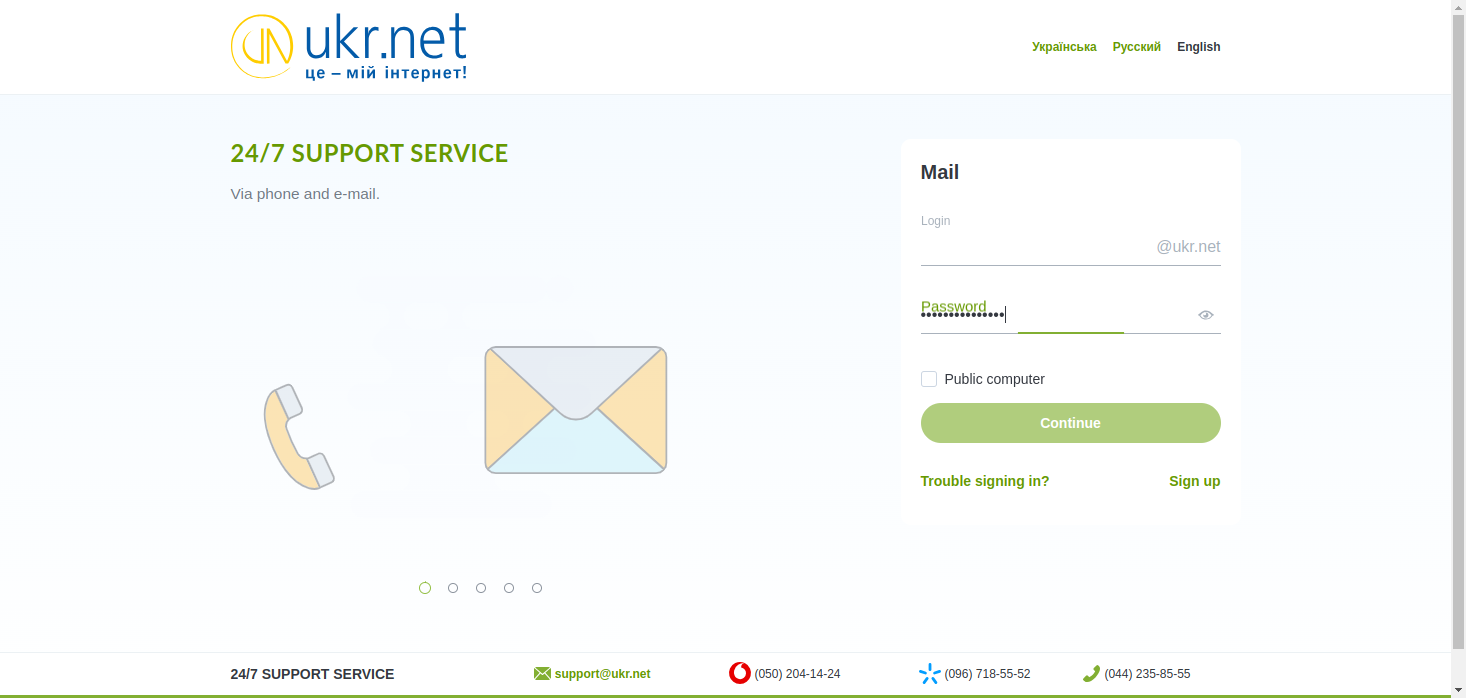 ukr.net
це – мій інтернет!
Українська Русский English
24/7 SUPPORT SERVICE
Via phone and e-mail.
Mail
Login
@ukr.net
Password
•••••••••••••••
Public computer
Continue
Trouble signing in? Sign up
24/7 SUPPORT SERVICE support@ukr.net (050) 204-14-24 (096) 718-55-52 (044) 235-85-55